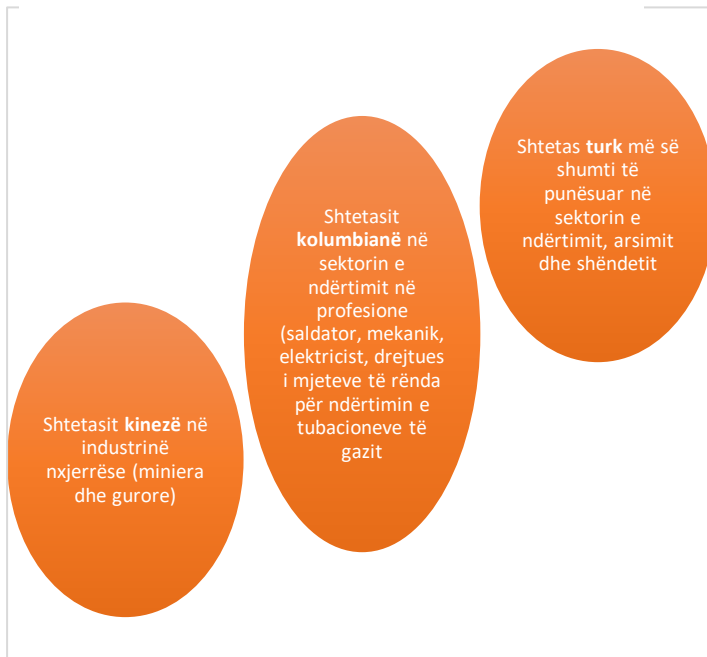 Shtetasit kinezë në
industrinë
nxjerrëse (miniera
dhe gurore)
Shtetasit
kolumbianë në
sektorin e
ndërtimit në
profesione
(saldator, mekanik,
elektricist, drejtues
i mjeteve të rënda
për ndërtimin e
tubacioneve të
gazit
Shtetas turk më së
shumti të
punësuar në
sektorin e
ndërtimit, arsimit
dhe shëndetit